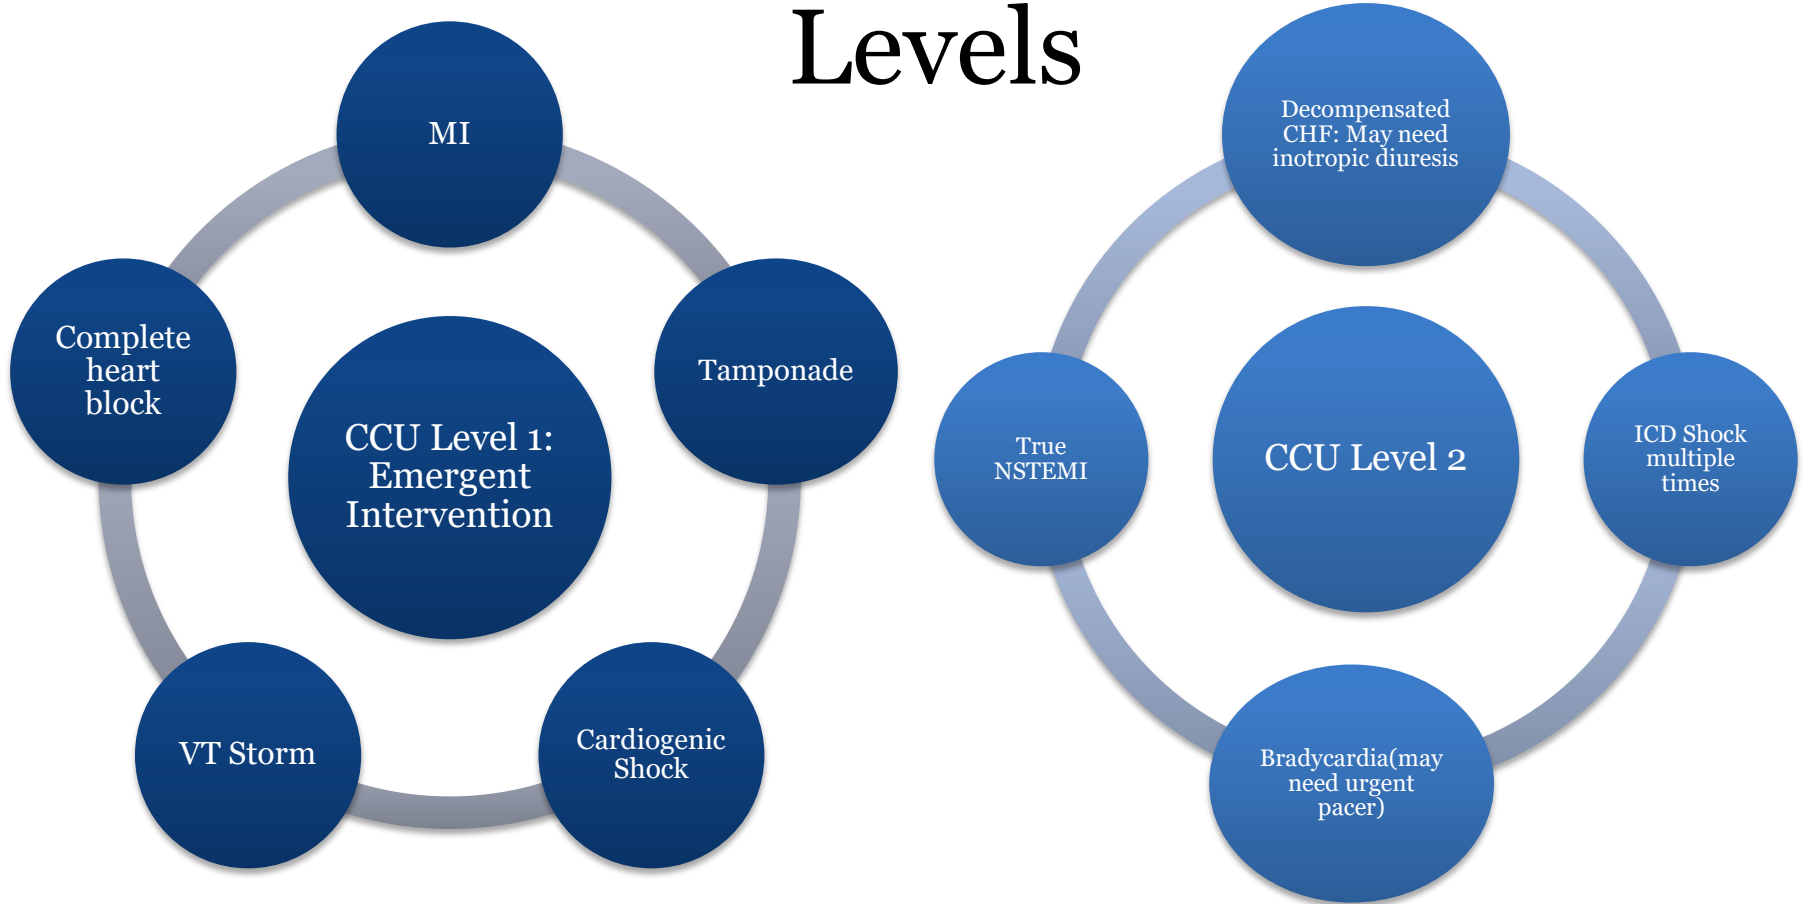 Levels
MI
Tamponade
Cardiogenic
Shock
VT Storm
Complete
heart
block
CCU Level 1:
Emergent
Intervention
Decompensated
CHF: May need
inotropic diuresis
ICD Shock
multiple
times
Bradycardia(may
need urgent
pacer)
True
NSTEMI
CCU Level 2